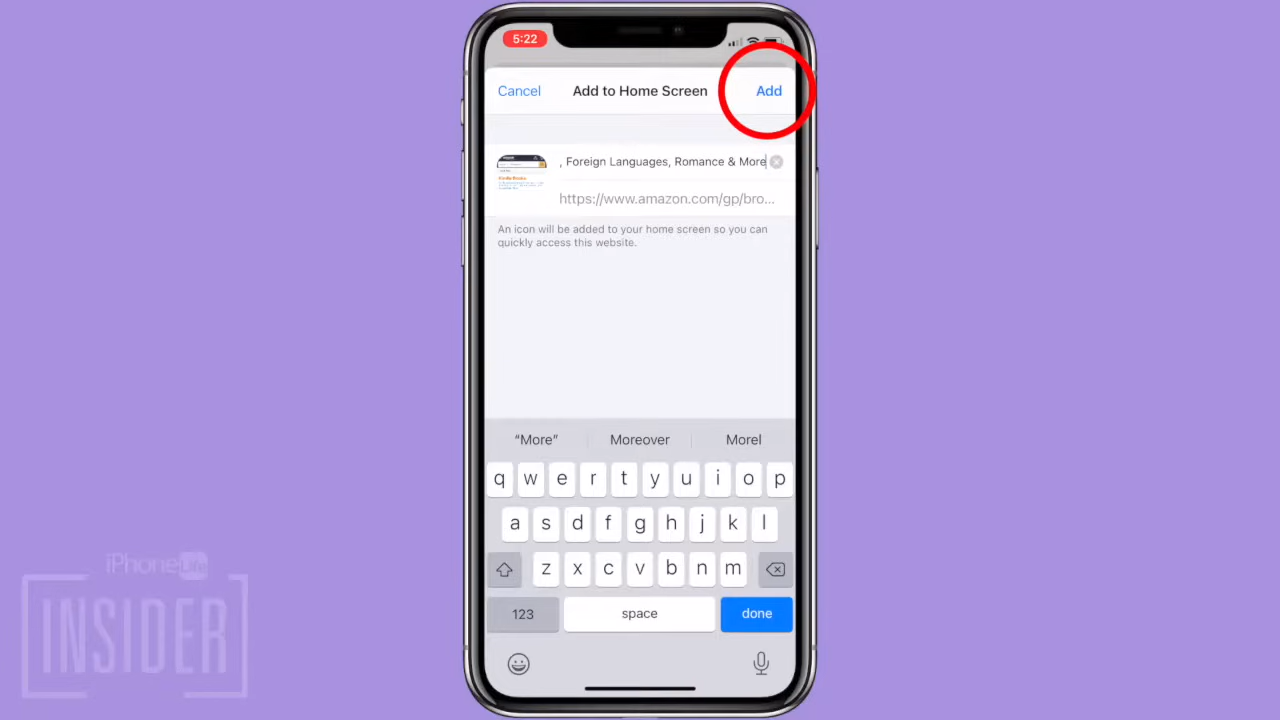 5:22
Cancel Add to Home Screen Add
, Foreign Languages, Romance & More
https://www.amazon.com/gp/bro...
An icon will be added to your home screen so you can
quickly access this website.
“More” Moreover Morel
q w e r t y u i o p
a s d f g h j k l
z x c v b n m
123 space done
iPhoneLife
INSIDER